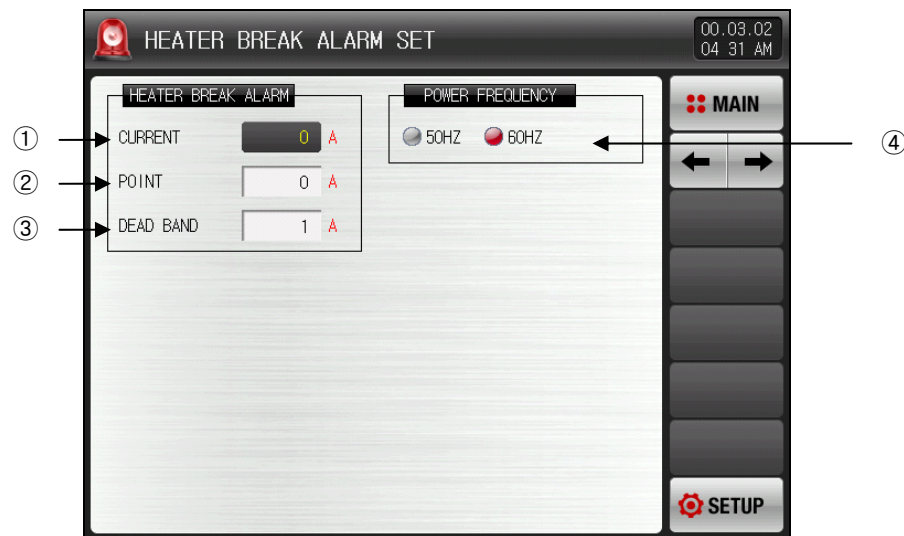 HEATER BREAK ALARM SET
00.03.02
04 31 AM
HEATER BREAK ALARM
① CURRENT 0 A
② POINT 0 A
③ DEAD BAND 1 A
POWER FREQUENCY
50HZ 60HZ ④
MAIN
SETUP